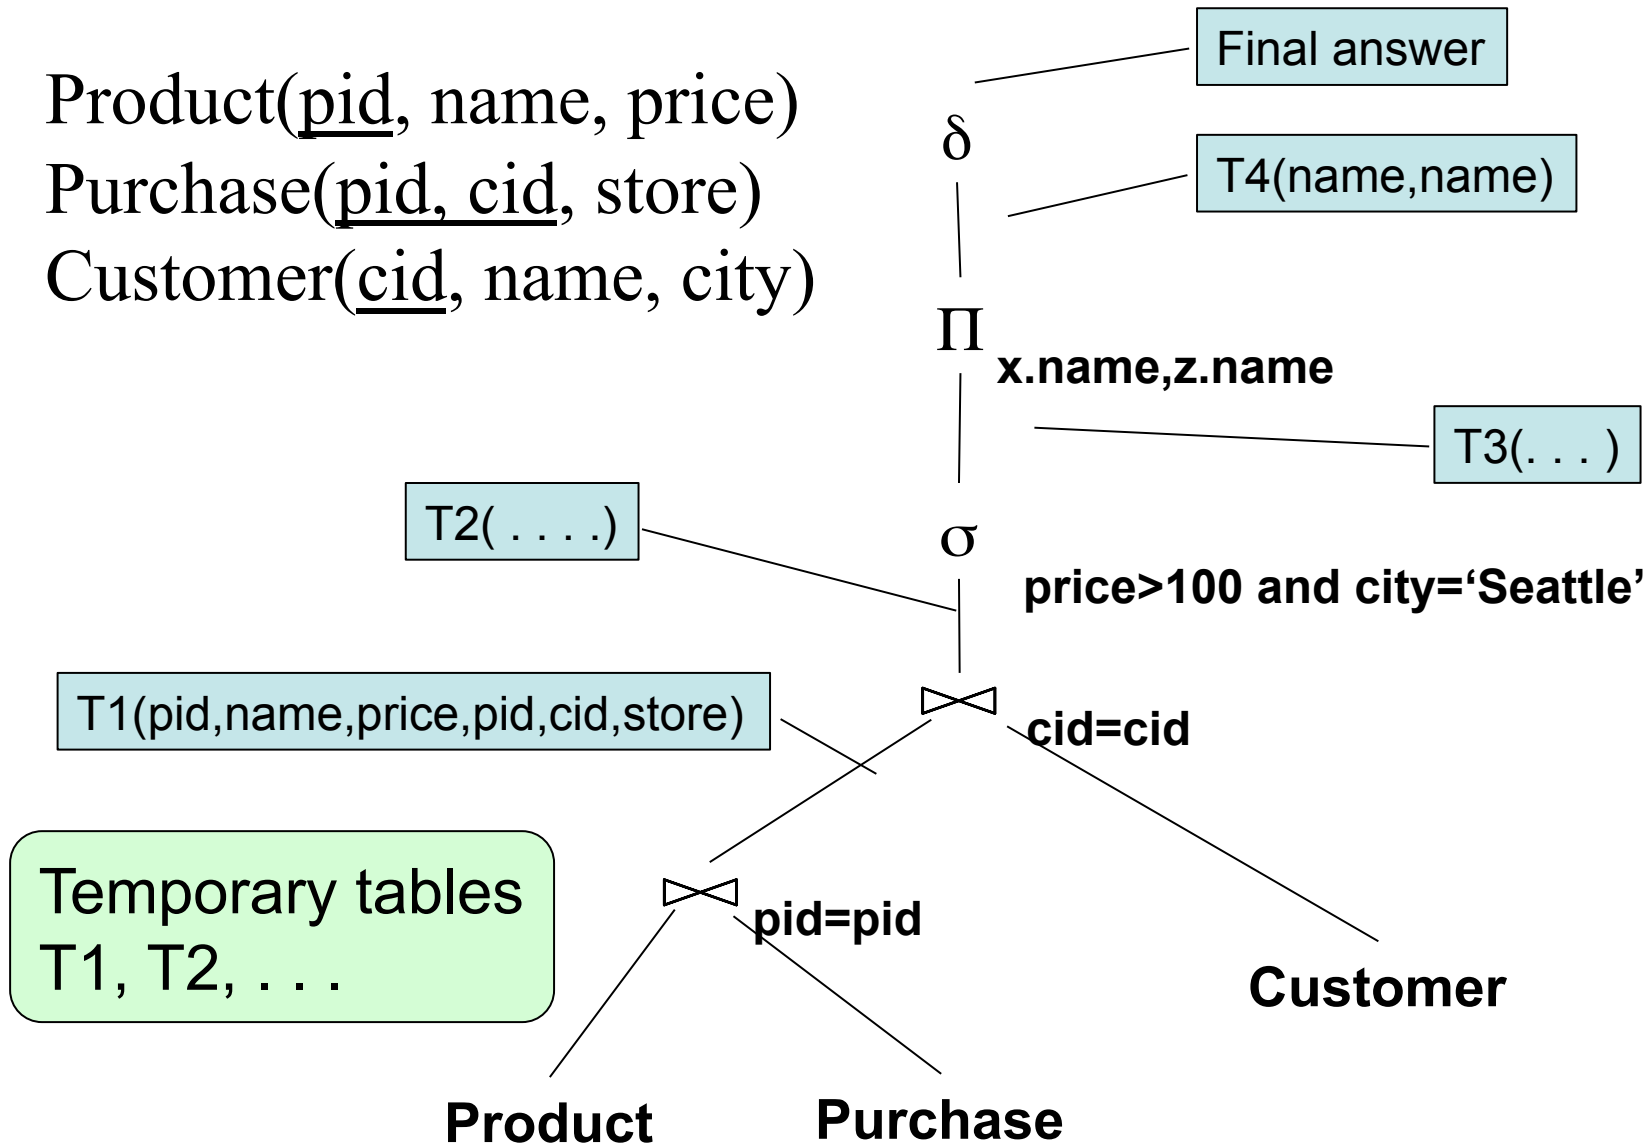 Product(pid, name, price)
Purchase(pid, cid, store)
Customer(cid, name, city)
Final answer
δ
T4(name,name)
Π
x.name,z.name
T3(. . . )
T2( . . . .)
σ
price>100 and city=‘Seattle’
T1(pid,name,price,pid,cid,store)
cid=cid
Temporary tables
T1, T2, . . .
pid=pid
Customer
Product
Purchase